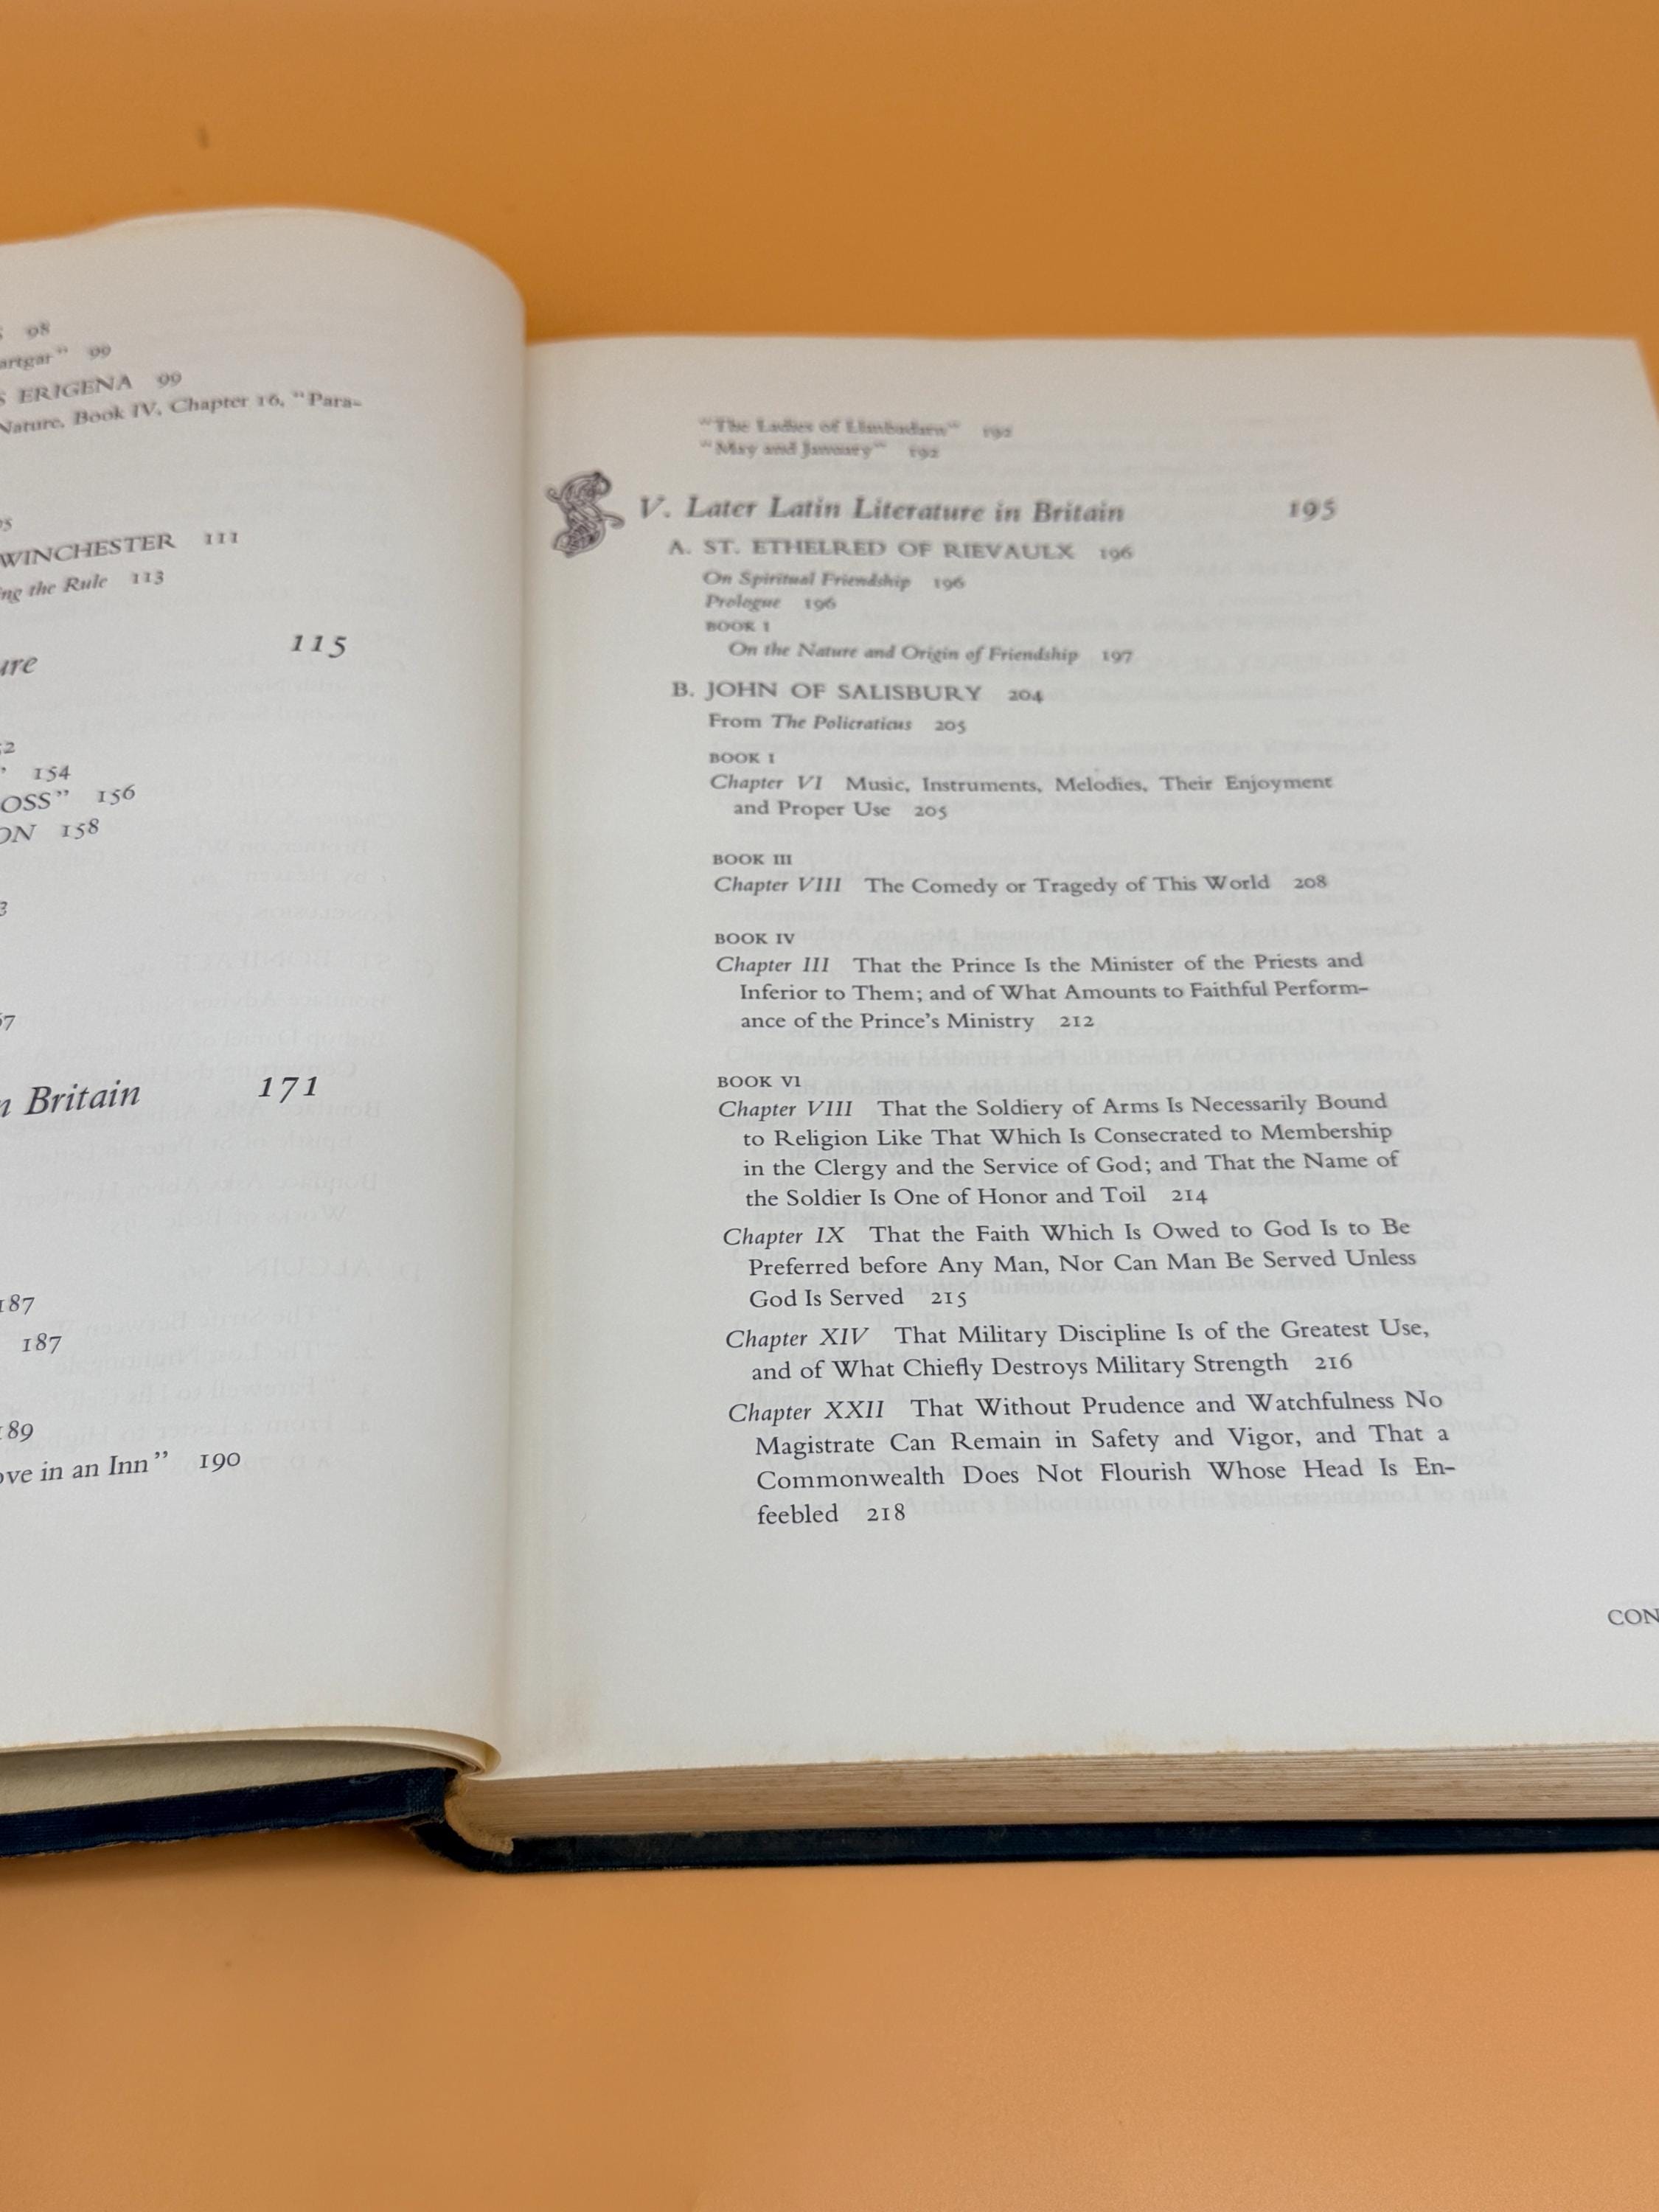 98
artgar” 99
ERIGENA 99
Nature, Book IV, Chapter 16, “Para-
WINCHESTER 111
ing the Rule 113
115
154
OSS” 156
ON 158
Britain 171
187
187
189
ove in an Inn” 190
“The Ladies of Llanbadarn” 192
“May and January” 192
V. Later Latin Literature in Britain 195
A. ST. ETHELRED OF RIEVAULX 196
On Spiritual Friendship 196
Prologue 196
BOOK I
On the Nature and Origin of Friendship 197
B. JOHN OF SALISBURY 204
From The Policraticus 205
BOOK I
Chapter VI Music, Instruments, Melodies, Their Enjoyment
and Proper Use 205
BOOK III
Chapter VIII The Comedy or Tragedy of This World 208
BOOK IV
Chapter III That the Prince Is the Minister of the Priests and
Inferior to Them; and of What Amounts to Faithful Perform-
ance of the Prince’s Ministry 212
BOOK VI
Chapter VIII That the Soldiery of Arms Is Necessarily Bound
to Religion Like That Which Is Consecrated to Membership
in the Clergy and the Service of God; and That the Name of
the Soldier Is One of Honor and Toil 214
Chapter IX That the Faith Which Is Owed to God Is to Be
Preferred before Any Man, Nor Can Man Be Served Unless
God Is Served 215
Chapter XIV That Military Discipline Is of the Greatest Use,
and of What Chiefly Destroys Military Strength 216
Chapter XXII That Without Prudence and Watchfulness No
Magistrate Can Remain in Safety and Vigor, and That a
Commonwealth Does Not Flourish Whose Head Is En-
feebled 218
CON